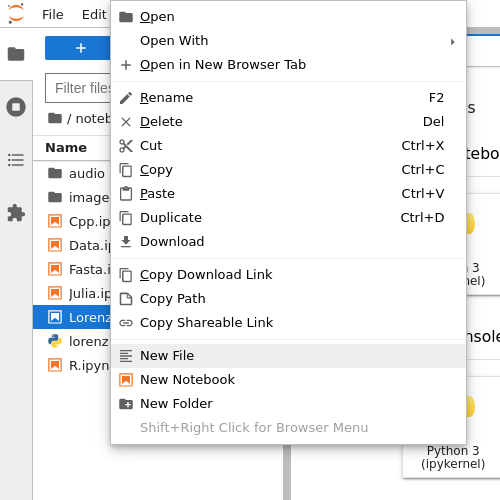 File Edit
Open
Open With
Open in New Browser Tab
Filter files
Rename F2
/ noteb
Delete Del
Name
Cut Ctrl+X
Copy Ctrl+C
Paste Ctrl+V
Duplicate Ctrl+D
Download
audio
image
Cpp.ip
Data.ip
Fasta.i
Julia.ip
Lorenz
lorenz
R.ipyn
Copy Download Link
Copy Path
Copy Shareable Link
New File
New Notebook
New Folder
Shift+Right Click for Browser Menu
s
tebo
3
nel)
nsole
Python 3
(ipykernel)